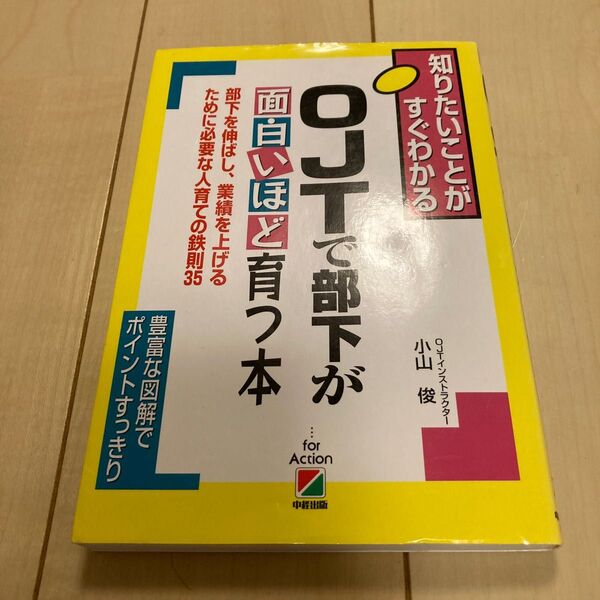 知りたいことが
すぐわかる
OJTで部下が
面白いほど育つ本
部下を伸ばし、業績を上げる
ために必要な人育ての鉄則35
豊富な図解で
ポイントすっきり
OJTインストラクター
小山 俊
…for
Action
中経出版